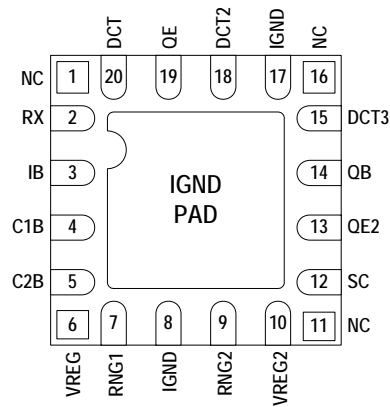 DCT
QE
DCT2
IGND
NC 1 20 19 18 17 16 NC
RX 2 15 DCT3
IB 3 IGND 14 QB
PAD
C1B 4 13 QE2
C2B 5 12 SC
6 7 8 9 10 11 NC
VREG
RNG1
IGND
RNG2
VREG2